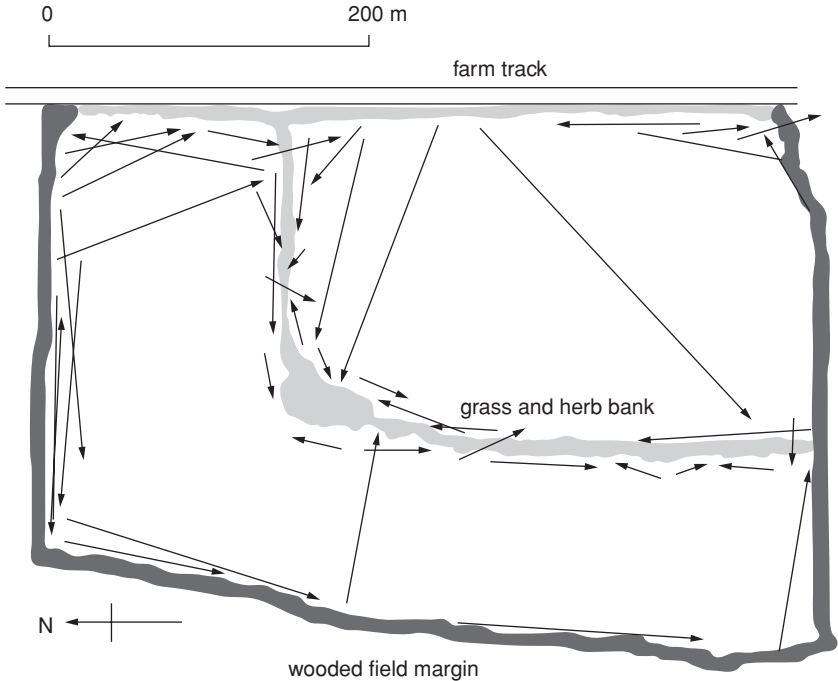 0 200 m
farm track
grass and herb bank
N
wooded field margin